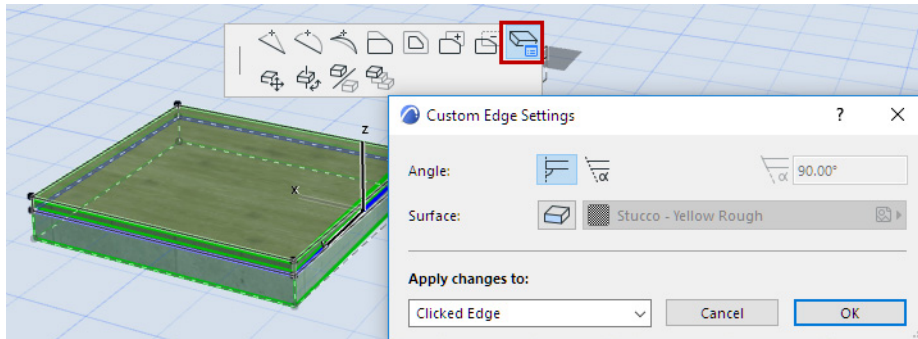 Custom Edge Settings
?
X
z
x
Angle:
α
α
90.00°
Surface:
Stucco - Yellow Rough
Apply changes to:
Clicked Edge
Cancel
OK